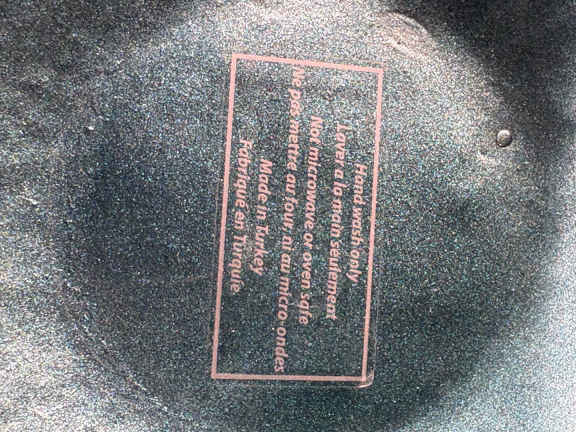 Hand wash only
Laver a la main seulement
Not microwave or oven safe
Ne pas mettre au four, ni au micro-ondes
Made in Turkey
Fabriqué en Turquie